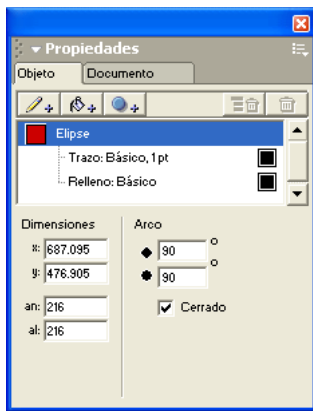 Propiedades
Objeto Documento
Elipse
Trazo: Básico, 1pt
Relleno: Básico
Dimensiones Arco
x: 687.095 90 °
y: 476.905 90 °
an: 216 Cerrado
al: 216